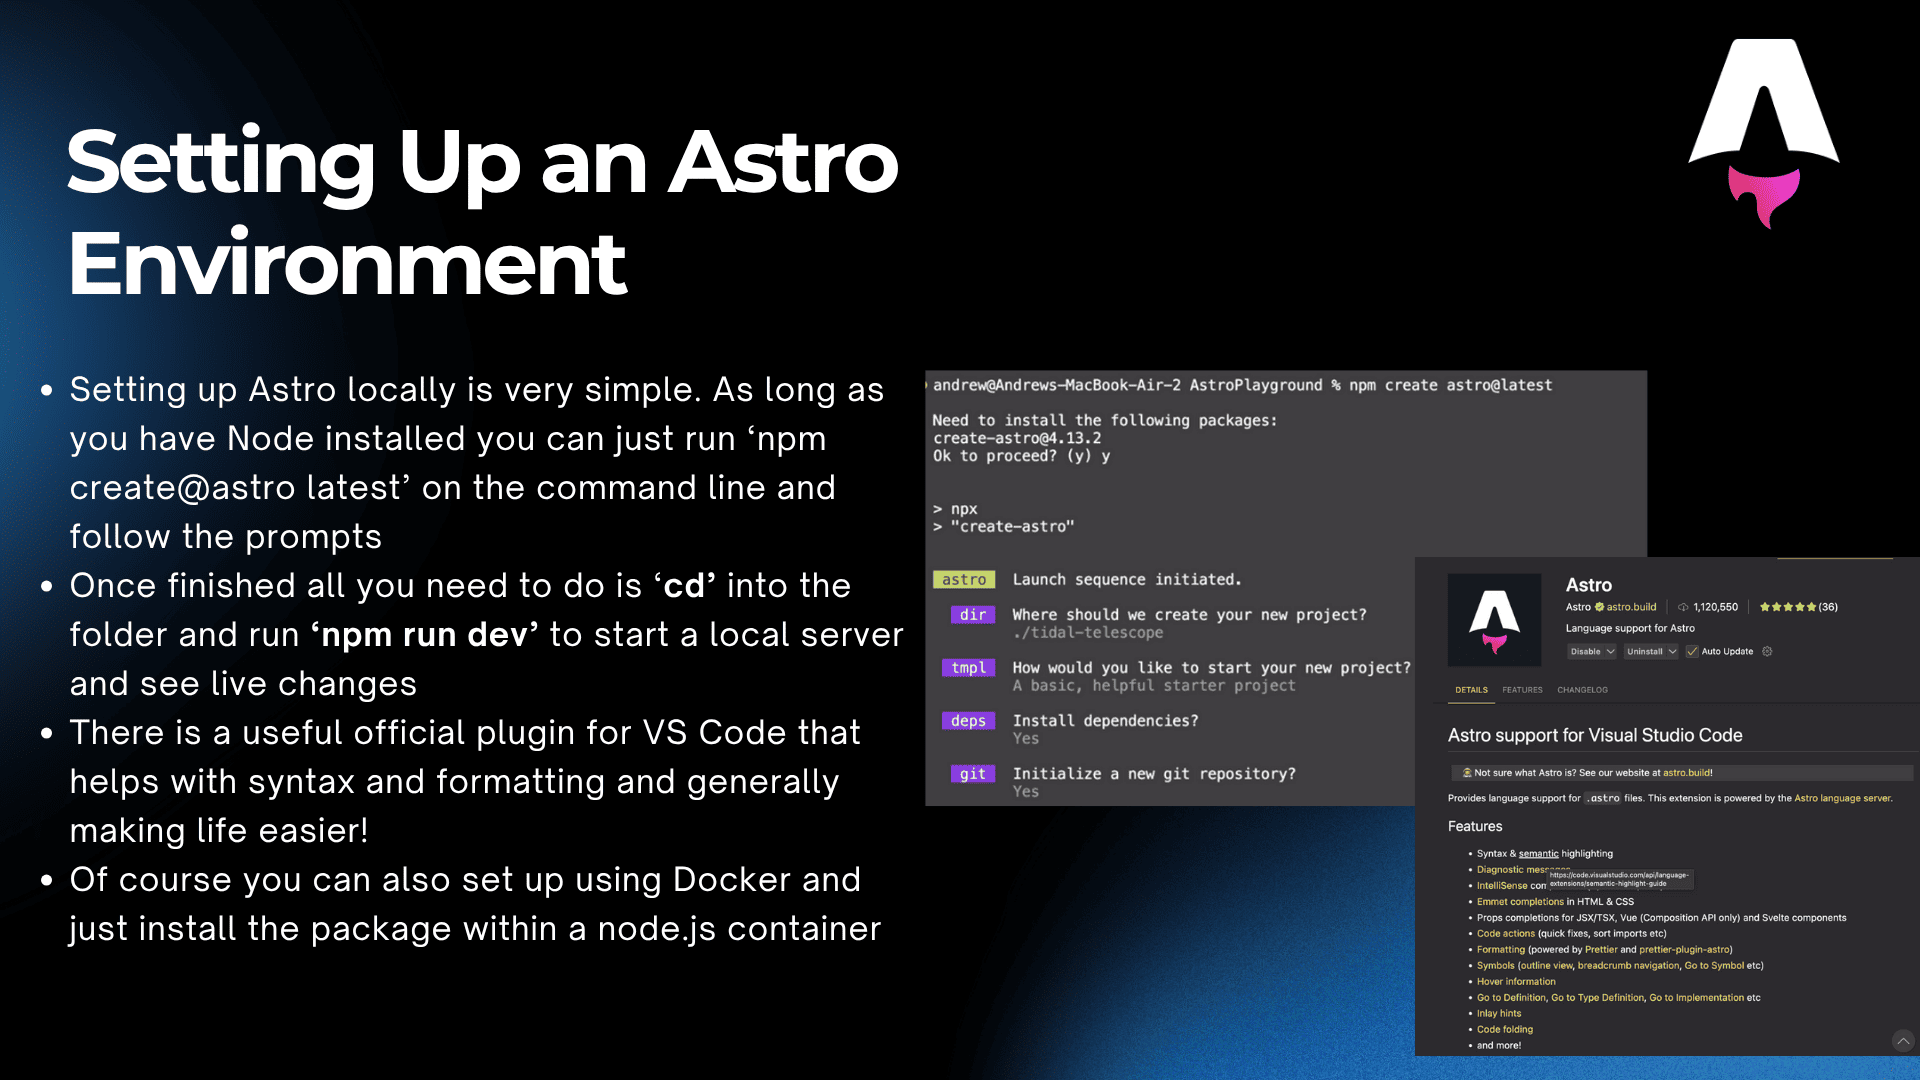 Setting Up an Astro
Environment
• Setting up Astro locally is very simple. As long as
you have Node installed you can just run ‘npm
create@astro latest’ on the command line and
follow the prompts
• Once finished all you need to do is ‘cd’ into the
folder and run ‘npm run dev’ to start a local server
and see live changes
• There is a useful official plugin for VS Code that
helps with syntax and formatting and generally
making life easier!
• Of course you can also set up using Docker and
just install the package within a node.js container
andrew@Andrews-MacBook-Air-2 AstroPlayground % npm create astro@latest
Need to install the following packages:
create-astro@4.13.2
Ok to proceed? (y) y
> npx
> "create-astro"
astro Launch sequence initiated.
dir Where should we create your new project?
./tidal-telescope
tmpl How would you like to start your new project?
A basic, helpful starter project
deps Install dependencies?
Yes
git Initialize a new git repository?
Yes
Astro
Astro astro.build 1,120,550 (36)
Language support for Astro
Disable Uninstall Auto Update
DETAILS FEATURES CHANGELOG
Astro support for Visual Studio Code
Not sure what Astro is? See our website at astro.build!
Provides language support for .astro files. This extension is powered by the Astro language server.
Features
• Syntax & semantic highlighting
• Diagnostic
https://code.visualstudio.com/api/language-
extensions/semantic-highlight-guide
• IntelliSense
• Emmet completions in HTML & CSS
• Props completions for JSX/TSX, Vue (Composition API only) and Svelte components
• Code actions (quick fixes, sort imports etc)
• Formatting (powered by Prettier and prettier-plugin-astro)
• Symbols (outline view, breadcrumb navigation, Go to Symbol etc)
• Hover information
• Go to Definition, Go to Type Definition, Go to Implementation etc
• Inlay hints
• Code folding
• and more!